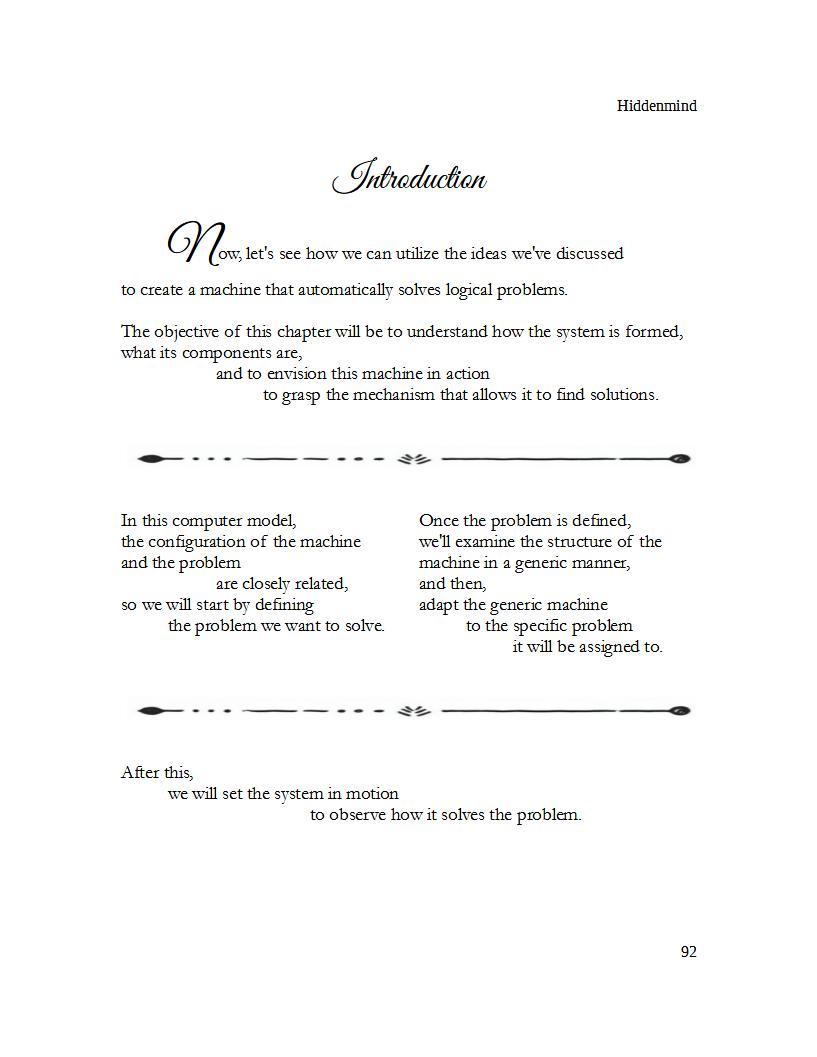 Hiddenmind
Introduction
Now, let's see how we can utilize the ideas we've discussed
to create a machine that automatically solves logical problems.
The objective of this chapter will be to understand how the system is formed,
what its components are,
and to envision this machine in action
to grasp the mechanism that allows it to find solutions.
In this computer model,
the configuration of the machine
and the problem
are closely related,
so we will start by defining
the problem we want to solve.
Once the problem is defined,
we'll examine the structure of the
machine in a generic manner,
and then,
adapt the generic machine
to the specific problem
it will be assigned to.
After this,
we will set the system in motion
to observe how it solves the problem.
92